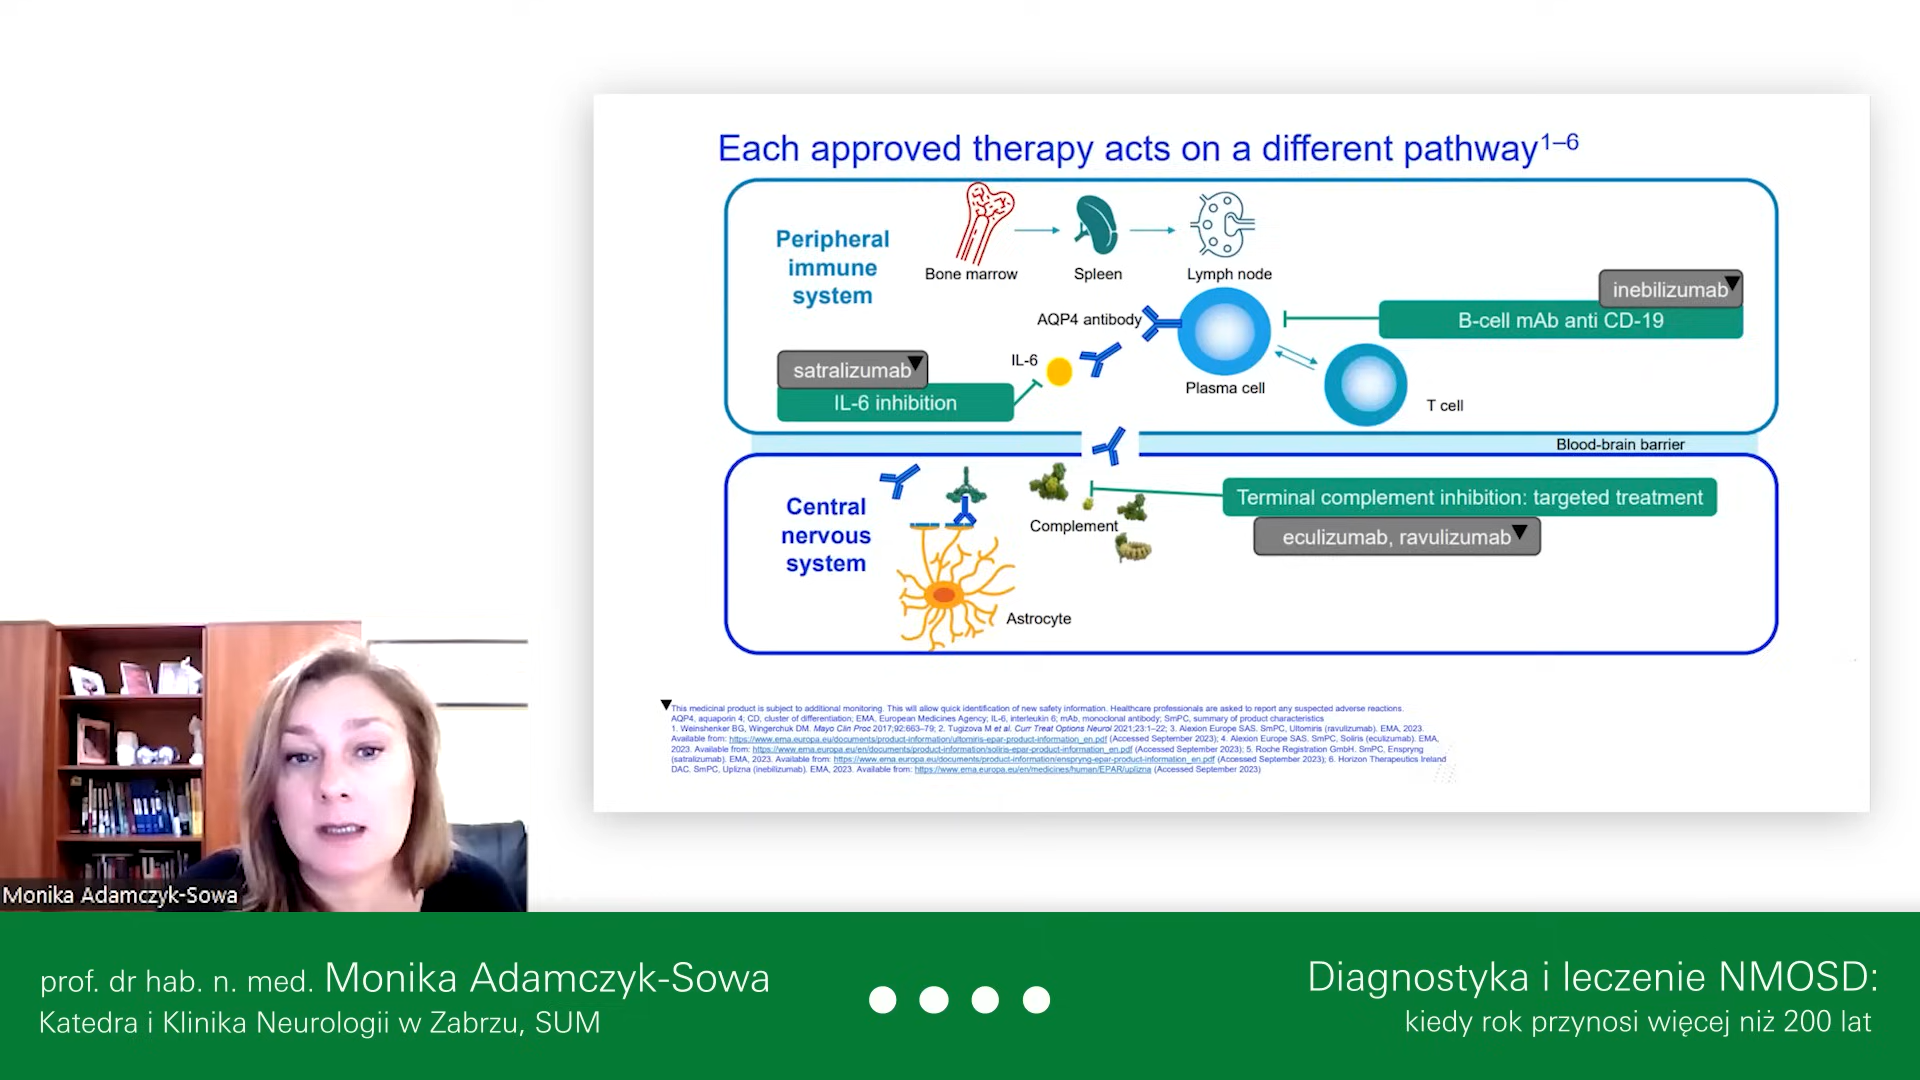 Each approved therapy acts on a different pathway1–6
Peripheral
immune
system
Bone marrow
Spleen
Lymph node
inebilizumab▼
B-cell mAb anti CD-19
AQP4 antibody
IL-6
satralizumab▼
IL-6 inhibition
Plasma cell
T cell
Blood-brain barrier
Central
nervous
system
Complement
Terminal complement inhibition: targeted treatment
eculizumab, ravulizumab▼
Astrocyte
▼This medicinal product is subject to additional monitoring. This will allow quick identification of new safety information. Healthcare professionals are asked to report any suspected adverse reactions.
AQP4, aquaporin 4; CD, cluster of differentiation; EMA, European Medicines Agency; IL-6, interleukin 6; mAb, monoclonal antibody; SmPC, summary of product characteristics
1. Weinshenker BG, Wingerchuk DM. Mayo Clin Proc 2017;92:663–79; 2. Tugizova M et al. Curr Treat Options Neurol 2021;23:1–22; 3. Alexion Europe SAS. SmPC, Ultomiris (ravulizumab). EMA, 2023.
Available from: https://www.ema.europa.eu/documents/product-information/ultomiris-epar-product-information_en.pdf (Accessed September 2023); 4. Alexion Europe SAS. SmPC, Soliris (eculizumab). EMA,
2023. Available from: https://www.ema.europa.eu/en/documents/product-information/soliris-epar-product-information_en.pdf (Accessed September 2023); 5. Roche Registration GmbH. SmPC, Enspryng
(satralizumab). EMA, 2023. Available from: https://www.ema.europa.eu/documents/product-information/enspryng-epar-product-information_en.pdf (Accessed September 2023); 6. Horizon Therapeutics Ireland
DAC. SmPC, Uplizna (inebilizumab). EMA, 2023. Available from: https://www.ema.europa.eu/en/medicines/human/EPAR/uplizna (Accessed September 2023)
Monika Adamczyk-Sowa
prof. dr hab. n. med. Monika Adamczyk-Sowa
Katedra i Klinika Neurologii w Zabrzu, SUM
Diagnostyka i leczenie NMOSD:
kiedy rok przynosi więcej niż 200 lat